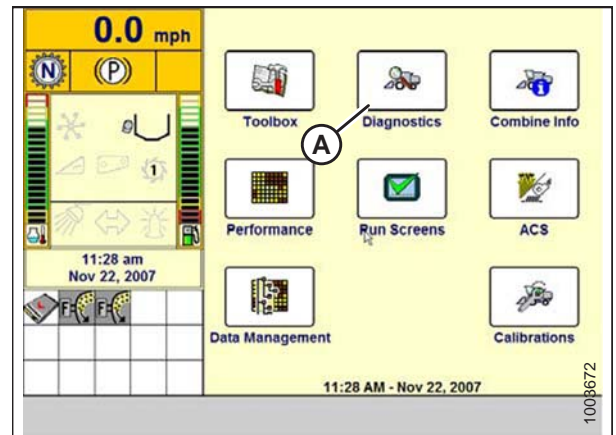 0.0 mph
N
(P)
1
11:28 am
Nov 22, 2007
F
F
Toolbox
Diagnostics
Combine Info
A
Performance
Run Screens
ACS
Data Management
Calibrations
11:28 AM - Nov 22, 2007
1003672